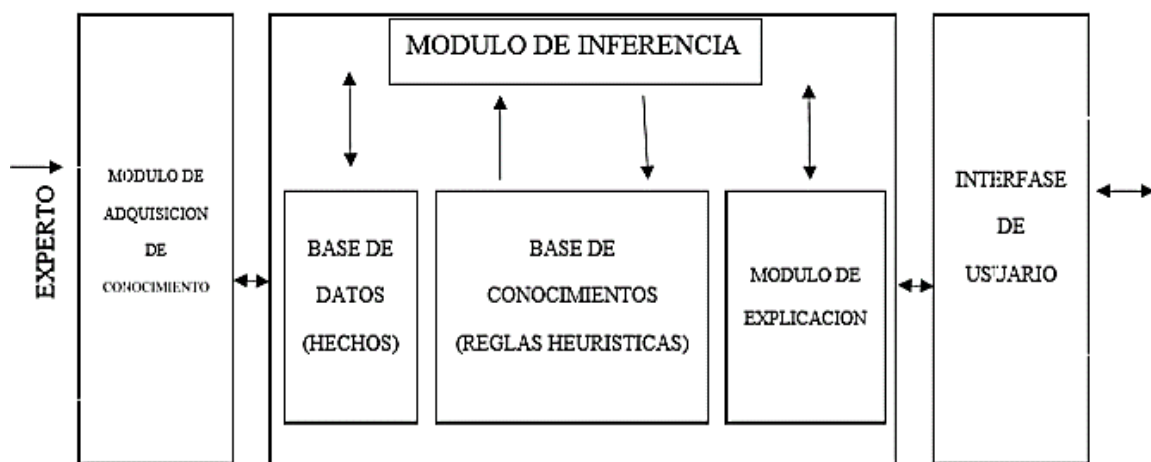 EXPERTO
MODULO DE
ADQUISICION
DE
CONOCIMIENTO
MODULO DE INFERENCIA
BASE DE
DATOS
(HECHOS)
BASE DE
CONOCIMIENTOS
(REGLAS HEURISTICAS)
MODULO DE
EXPLICACION
INTERFASE
DE
USUARIO